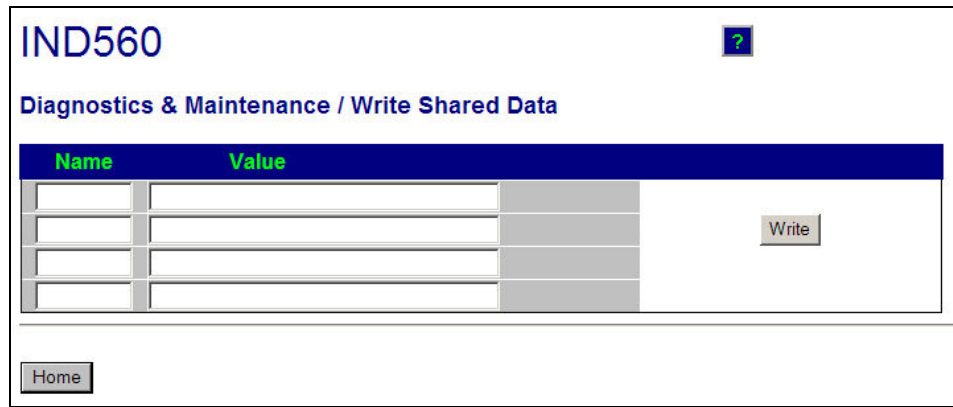 IND560
?
Diagnostics & Maintenance / Write Shared Data
Name Value
Write
Home